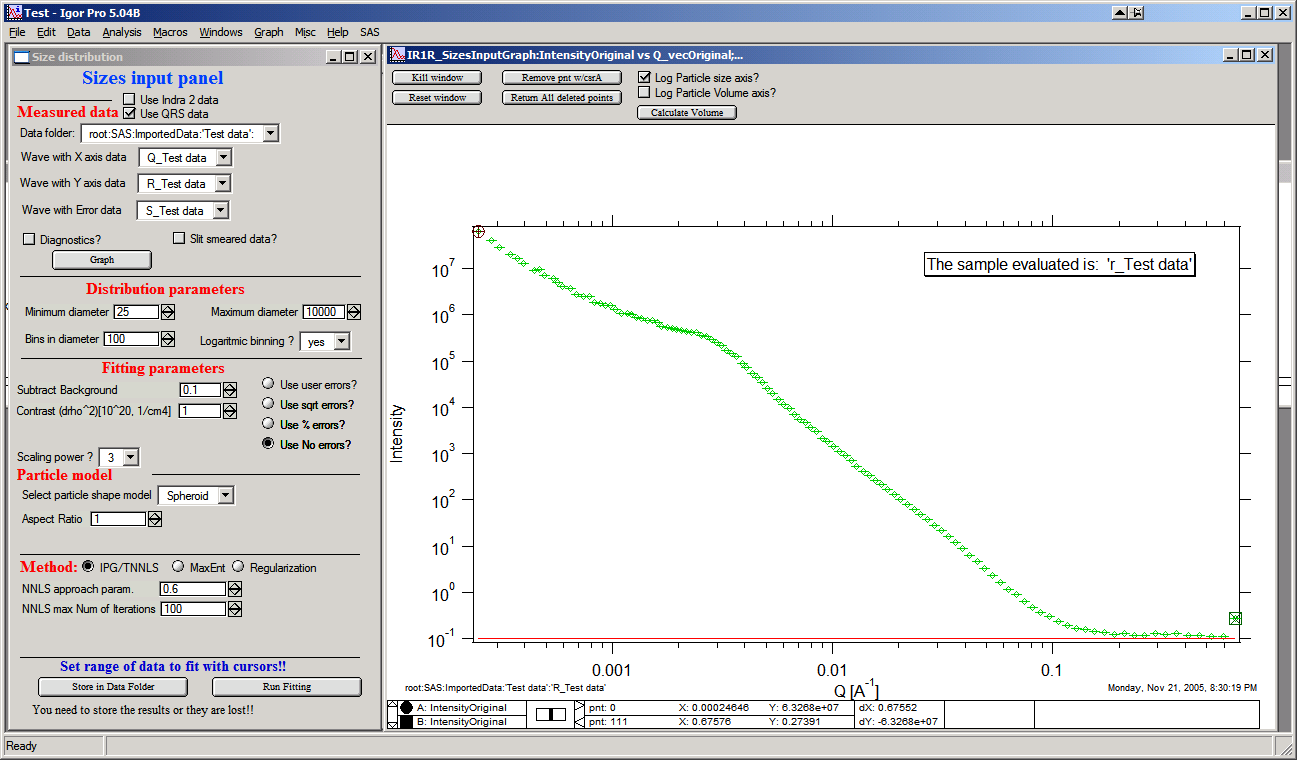 Test - Igor Pro 5.04B
File Edit Data Analysis Macros Windows Graph Misc Help SAS
Size distribution
Sizes input panel
Use Indra 2 data
Measured data Use QRS data
Data folder: root:SAS:ImportedData:'Test data':
Wave with X axis data Q_Test data
Wave with Y axis data R_Test data
Wave with Error data S_Test data
Diagnostics? Slit smeared data?
Graph
Distribution parameters
Minimum diameter 25 Maximum diameter 10000
Bins in diameter 100 Logaritmic binning ? yes
Fitting parameters
Subtract Background 0.1 Use user errors?
Contrast (drho^2)[10^20, 1/cm4] 1 Use sqrt errors?
Use % errors?
Use No errors?
Scaling power ? 3
Particle model
Select particle shape model Spheroid
Aspect Ratio 1
Method: IPG/TNNLS MaxEnt Regularization
NNLS approach param. 0.6
NNLS max Num of Iterations 100
Set range of data to fit with cursors!!
Store in Data Folder Run Fitting
You need to store the results or they are lost!!
Ready
IR1R_SizesInputGraph:IntensityOriginal vs Q_vecOriginal;...
Kill window Remove pnt w/csrA Log Particle size axis?
Reset window Return All deleted points Log Particle Volume axis?
Calculate Volume
The sample evaluated is: 'r_Test data'
10^7
10^6
10^5
10^4
10^3
10^2
10^1
10^0
10^-1
Intensity
0.001 0.01 0.1
Q [A^-1]
root:SAS:ImportedData:'Test data':'R_Test data' Monday, Nov 21, 2005, 8:30:19 PM
A: IntensityOriginal pnt: 0 X: 0.00024646 Y: 6.3268e+07 dX: 0.67552
B: IntensityOriginal pnt: 111 X: 0.67576 Y: 0.27391 dY: -6.3268e+07